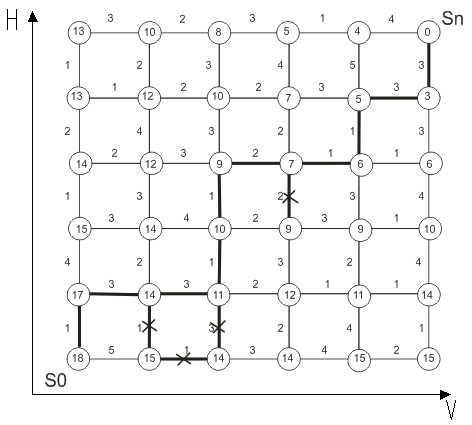 H 3 2 3 1 4 Sn
13 10 8 5 4 0
1 2 3 4 5 3
1 2 2 3 3
13 12 10 7 5 3
2 4 3 2 1 3
2 3 2 1 1
14 12 9 7 6 6
1 3 1 2 3 4
3 4 2 3 1
15 14 10 9 9 10
4 2 1 3 2 4
3 3 2 1 1
17 14 11 12 11 14
1 1 3 2 4 1
5 1 3 4 2
18 15 14 14 15 15
S0
V